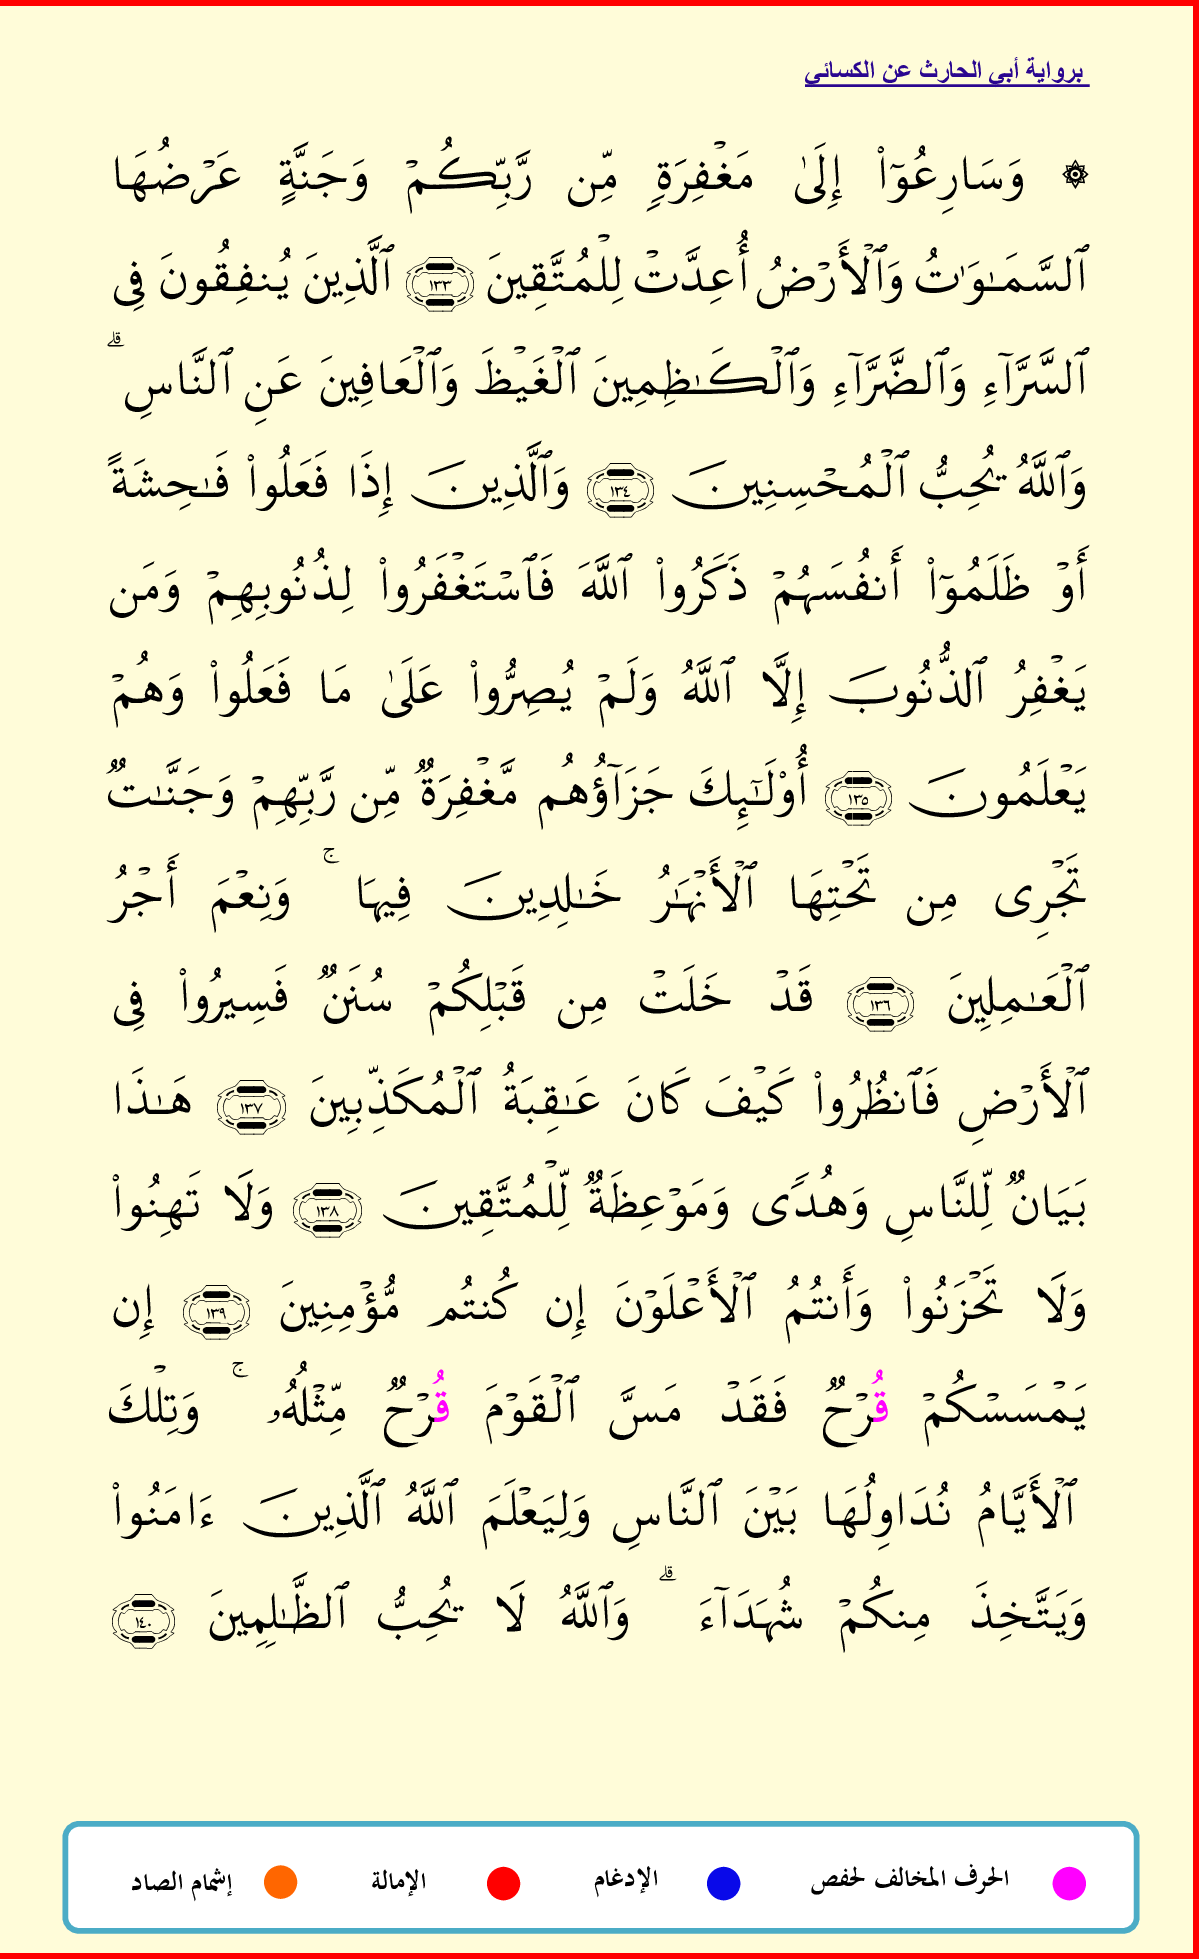 برواية أبي الحارث عن الكسائي
۞ وَسَارِعُوٓا۟ إِلَىٰ مَغْفِرَةٍ مِّن رَّبِّكُمْ وَجَنَّةٍ عَرْضُهَا
ٱلسَّمَـٰوَٰتُ وَٱلْأَرْضُ أُعِدَّتْ لِلْمُتَّقِينَ ١٣٣ ٱلَّذِينَ يُنفِقُونَ فِى
ٱلسَّرَّآءِ وَٱلضَّرَّآءِ وَٱلْكَـٰظِمِينَ ٱلْغَيْظَ وَٱلْعَافِينَ عَنِ ٱلنَّاسِ ۗ
وَٱللَّهُ يُحِبُّ ٱلْمُحْسِنِينَ ١٣٤ وَٱلَّذِينَ إِذَا فَعَلُوا۟ فَـٰحِشَةً
أَوْ ظَلَمُوٓا۟ أَنفُسَهُمْ ذَكَرُوا۟ ٱللَّهَ فَٱسْتَغْفَرُوا۟ لِذُنُوبِهِمْ وَمَن
يَغْفِرُ ٱلذُّنُوبَ إِلَّا ٱللَّهُ وَلَمْ يُصِرُّوا۟ عَلَىٰ مَا فَعَلُوا۟ وَهُمْ
يَعْلَمُونَ ١٣٥ أُو۟لَـٰٓئِكَ جَزَآؤُهُم مَّغْفِرَةٌ مِّن رَّبِّهِمْ وَجَنَّـٰتٌ
تَجْرِى مِن تَحْتِهَا ٱلْأَنْهَـٰرُ خَـٰلِدِينَ فِيهَا ۚ وَنِعْمَ أَجْرُ
ٱلْعَـٰمِلِينَ ١٣٦ قَدْ خَلَتْ مِن قَبْلِكُمْ سُنَنٌ فَسِيرُوا۟ فِى
ٱلْأَرْضِ فَٱنظُرُوا۟ كَيْفَ كَانَ عَـٰقِبَةُ ٱلْمُكَذِّبِينَ ١٣٧ هَـٰذَا
بَيَانٌ لِّلنَّاسِ وَهُدًى وَمَوْعِظَةٌ لِّلْمُتَّقِينَ ١٣٨ وَلَا تَهِنُوا۟
وَلَا تَحْزَنُوا۟ وَأَنتُمُ ٱلْأَعْلَوْنَ إِن كُنتُم مُّؤْمِنِينَ ١٣٩ إِن
يَمْسَسْكُمْ قُرْحٌ فَقَدْ مَسَّ ٱلْقَوْمَ قُرْحٌ مِّثْلُهُۥ ۚ وَتِلْكَ
ٱلْأَيَّامُ نُدَاوِلُهَا بَيْنَ ٱلنَّاسِ وَلِيَعْلَمَ ٱللَّهُ ٱلَّذِينَ ءَامَنُوا۟
وَيَتَّخِذَ مِنكُمْ شُهَدَآءَ ۗ وَٱللَّهُ لَا يُحِبُّ ٱلظَّـٰلِمِينَ ١٤٠
الحرف المخالف لحفص الإدغام الإمالة إشمام الصاد